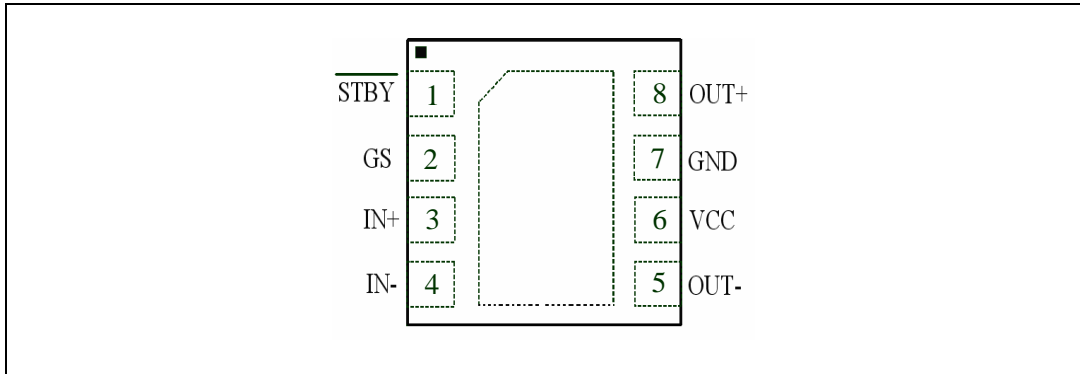 STBY 1 8 OUT+
GS 2 7 GND
IN+ 3 6 VCC
IN- 4 5 OUT-